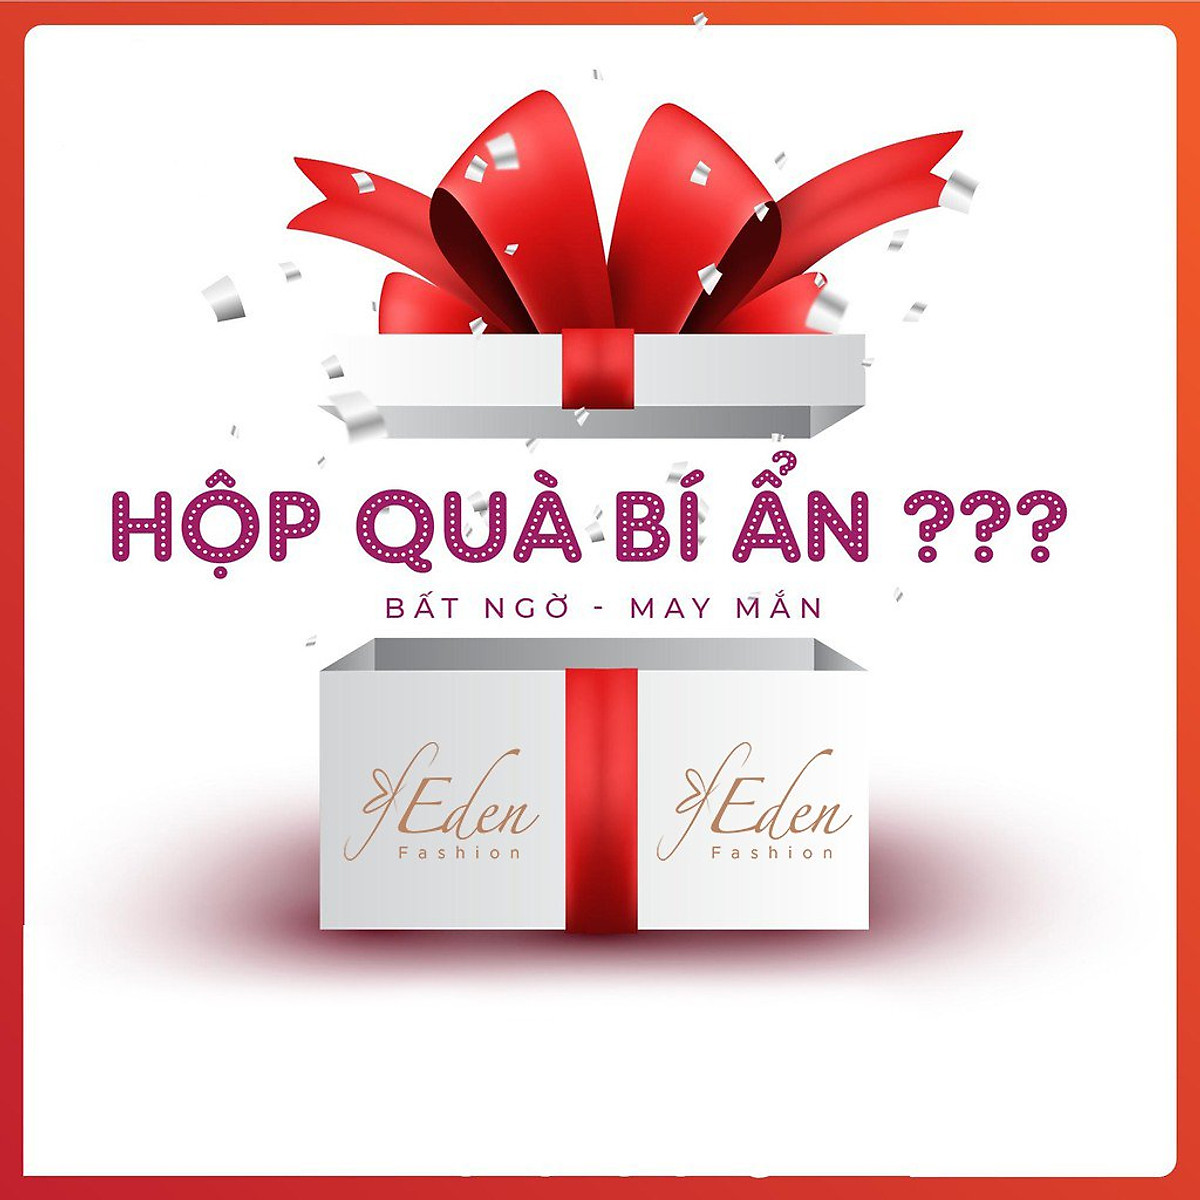 HỘP QUÀ BÍ ẨN ???
BẤT NGỜ - MAY MẮN
Eden Eden
Fashion Fashion